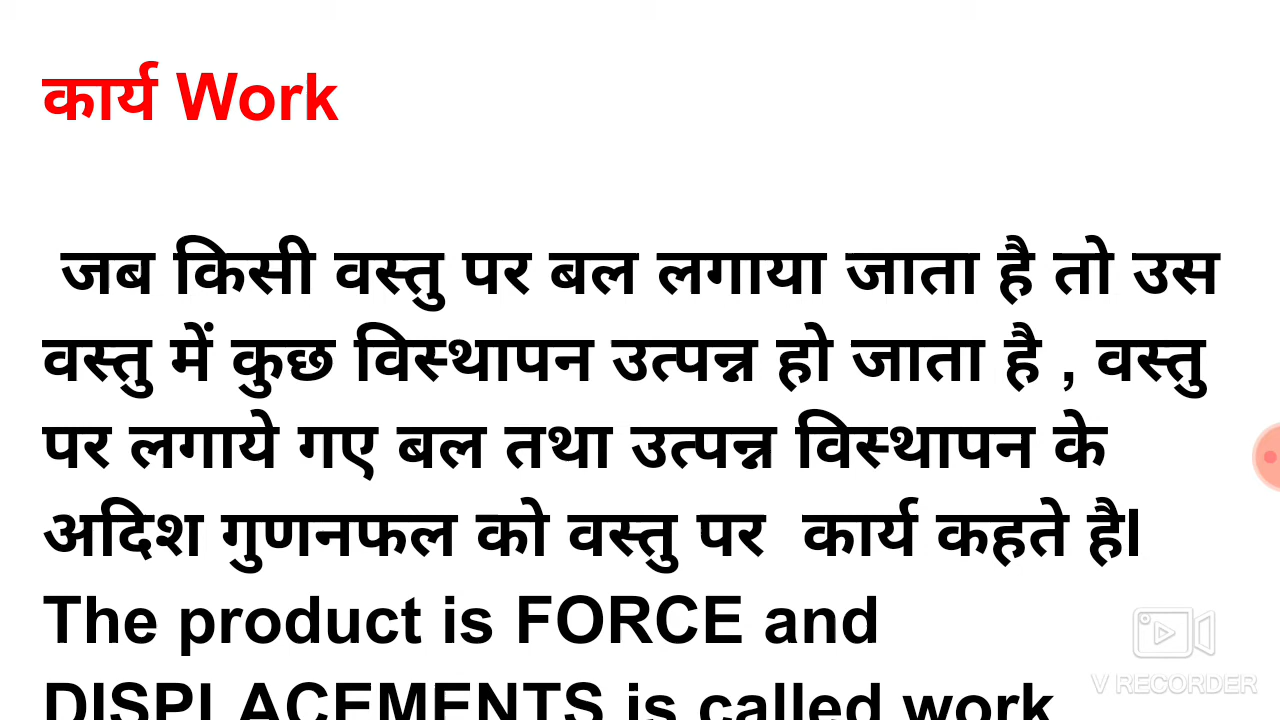 कार्य Work
जब किसी वस्तु पर बल लगाया जाता है तो उस
वस्तु में कुछ विस्थापन उत्पन्न हो जाता है , वस्तु
पर लगाये गए बल तथा उत्पन्न विस्थापन के
अदिश गुणनफल को वस्तु पर कार्य कहते है।
The product is FORCE and
DISPLACEMENTS is called work
V RECORDER